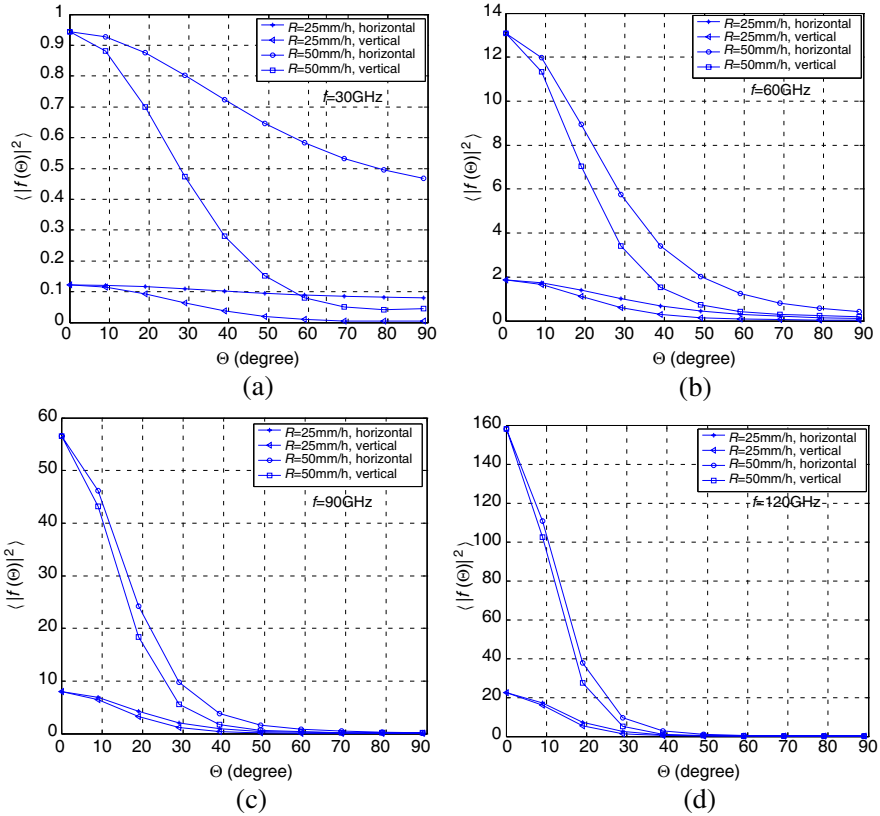 R=25mm/h, horizontal
R=25mm/h, vertical
R=50mm/h, horizontal
R=50mm/h, vertical
f=30GHz
⟨|f(Θ)|²⟩
1
0.9
0.8
0.7
0.6
0.5
0.4
0.3
0.2
0.1
0
0 10 20 30 40 50 60 70 80 90
Θ (degree)
(a)
R=25mm/h, horizontal
R=25mm/h, vertical
R=50mm/h, horizontal
R=50mm/h, vertical
f=60GHz
⟨|f(Θ)|²⟩
14
12
10
8
6
4
2
0
0 10 20 30 40 50 60 70 80 90
Θ (degree)
(b)
R=25mm/h, horizontal
R=25mm/h, vertical
R=50mm/h, horizontal
R=50mm/h, vertical
f=90GHz
⟨|f(Θ)|²⟩
60
50
40
30
20
10
0
0 10 20 30 40 50 60 70 80 90
Θ (degree)
(c)
R=25mm/h, horizontal
R=25mm/h, vertical
R=50mm/h, horizontal
R=50mm/h, vertical
f=120GHz
⟨|f(Θ)|²⟩
160
140
120
100
80
60
40
20
0
0 10 20 30 40 50 60 70 80 90
Θ (degree)
(d)